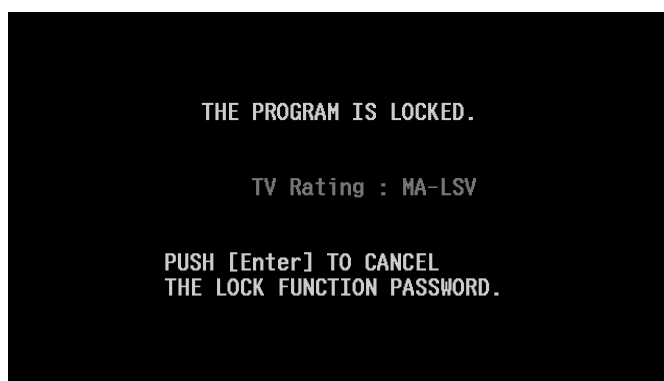 THE PROGRAM IS LOCKED.
TV Rating : MA-LSV
PUSH [Enter] TO CANCEL
THE LOCK FUNCTION PASSWORD.